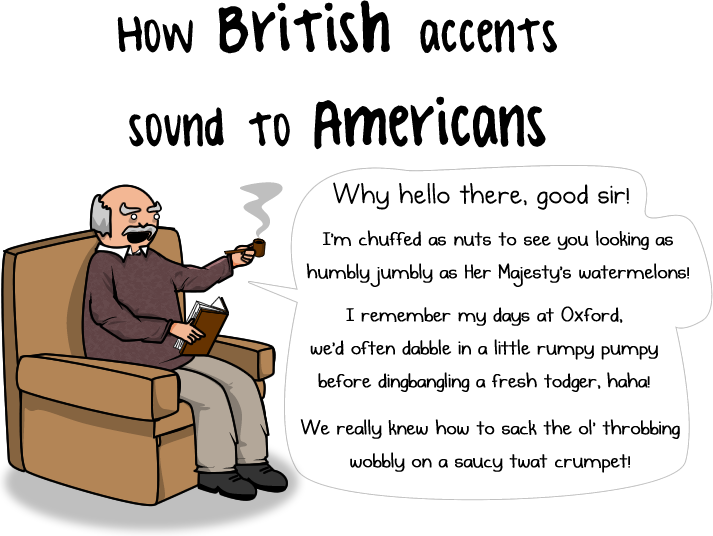 How British accents
sound to Americans
Why hello there, good sir!
I'm chuffed as nuts to see you looking as
humbly jumbly as Her Majesty's watermelons!
I remember my days at Oxford,
we'd often dabble in a little rumpy pumpy
before dingbangling a fresh todger, haha!
We really knew how to sack the ol' throbbing
wobbly on a saucy twat crumpet!